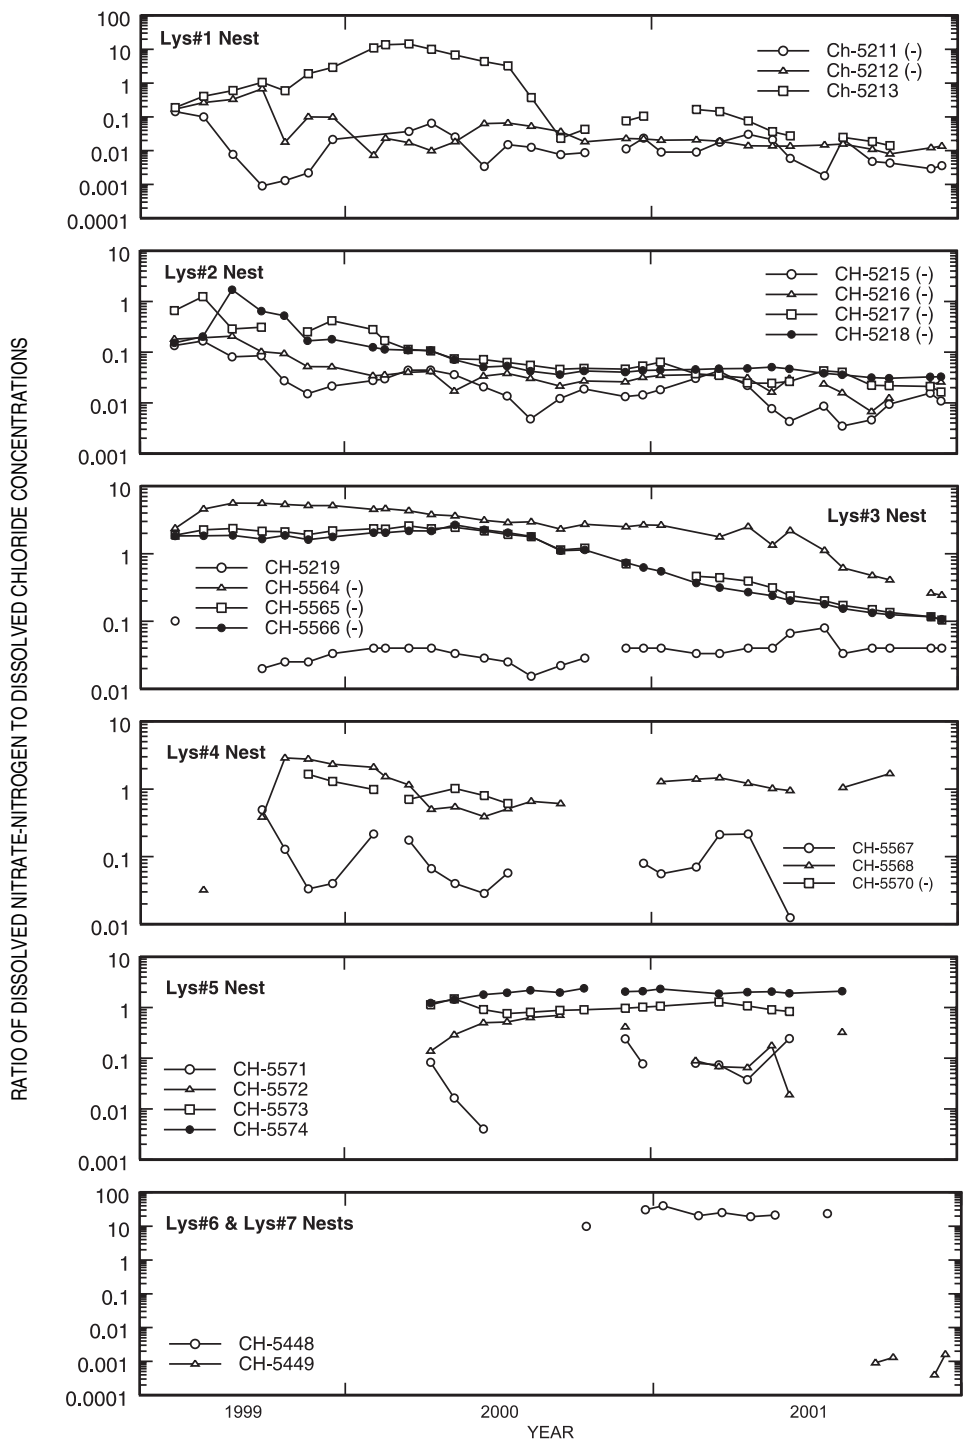 RATIO OF DISSOLVED NITRATE-NITROGEN TO DISSOLVED CHLORIDE CONCENTRATIONS
Lys#1 Nest
100
10
1
0.1
0.01
0.001
0.0001
Ch-5211 (-)
Ch-5212 (-)
Ch-5213
Lys#2 Nest
10
1
0.1
0.01
0.001
CH-5215 (-)
CH-5216 (-)
CH-5217 (-)
CH-5218 (-)
Lys#3 Nest
10
1
0.1
0.01
CH-5219
CH-5564 (-)
CH-5565 (-)
CH-5566 (-)
Lys#4 Nest
10
1
0.1
0.01
CH-5567
CH-5568
CH-5570 (-)
Lys#5 Nest
10
1
0.1
0.01
0.001
CH-5571
CH-5572
CH-5573
CH-5574
Lys#6 & Lys#7 Nests
100
10
1
0.1
0.01
0.001
0.0001
CH-5448
CH-5449
1999
2000
2001
YEAR